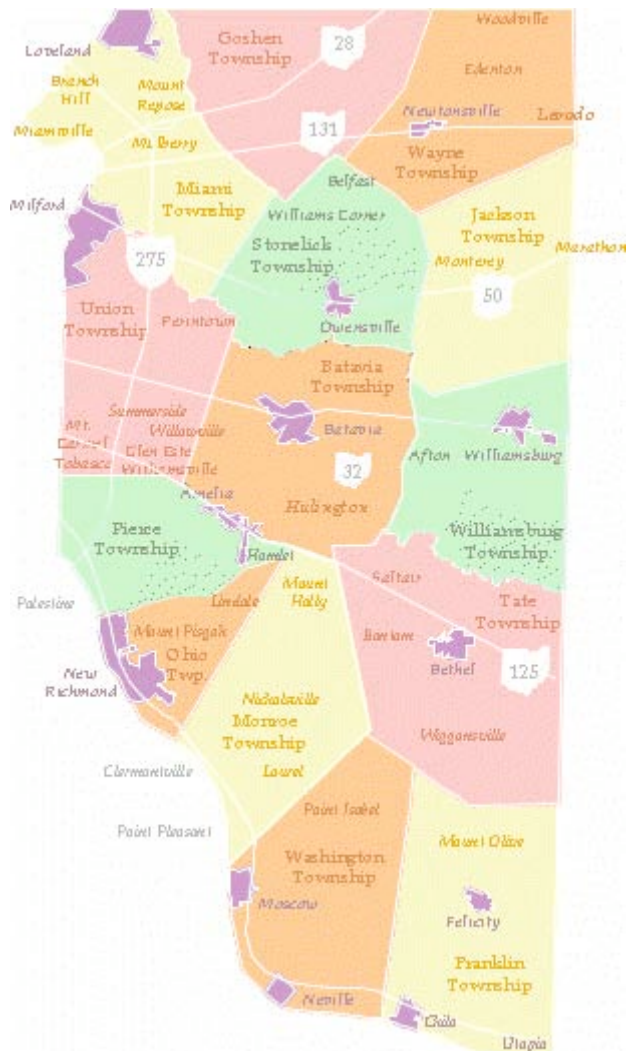 Woodville
Loveland
Goshen
Township
28
Edenton
Branch
Hill
Mount
Repose
Newtonsville
Miamiville
Mulberry
131
Wayne
Township
Belfast
Miami
Township
Milford
Williams Corner
Jackson
Township
Stonelick
Township
Marathon
Monterey
275
50
Union
Township
Perintown
Owensville
Batavia
Township
Summerside
Mt.
Carmel
Willowville
Batavia
Glen Este
Tobasco
Withamsville
Afton
Williamsburg
32
Amelia
Hulington
Pierce
Township
Williamsburg
Township
Hamlet
Saltair
Mount
Holly
Palestine
Lindale
Tate
Township
Mount Pisgah
Bantam
Ohio
Twp.
Bethel
125
New
Richmond
Nicholsville
Monroe
Township
Wiggonsville
Clermontville
Laurel
Point Isabel
Point Pleasant
Mount Olive
Washington
Township
Moscow
Felicity
Franklin
Township
Neville
Chilo
Utopia